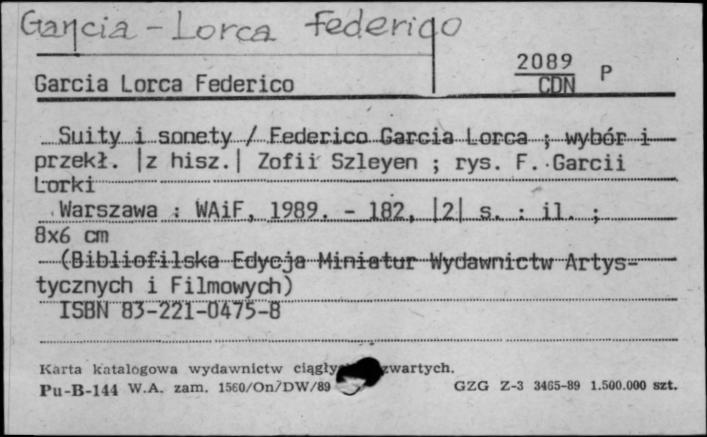 Garcia - Lorca Federigo
2089
CDN
P
Garcia Lorca Federico
Suity i sonety / Federico Garcia Lorca ; wybór i
przekł. |z hisz.| Zofii Szleyen ; rys. F. Garcii
Lorki
Warszawa : WAiF, 1989. - 182, |2| s. : il. ;
8x6 cm
(Bibliofilska Edycja Miniatur Wydawnictw Artys-
tycznych i Filmowych)
ISBN 83-221-0475-8
Karta katalogowa wydawnictw zwartych.
Pu-B-144 W.A. zam. 1560/On/DW/89 GZG Z-3 3465-89 1.500.000 szt.